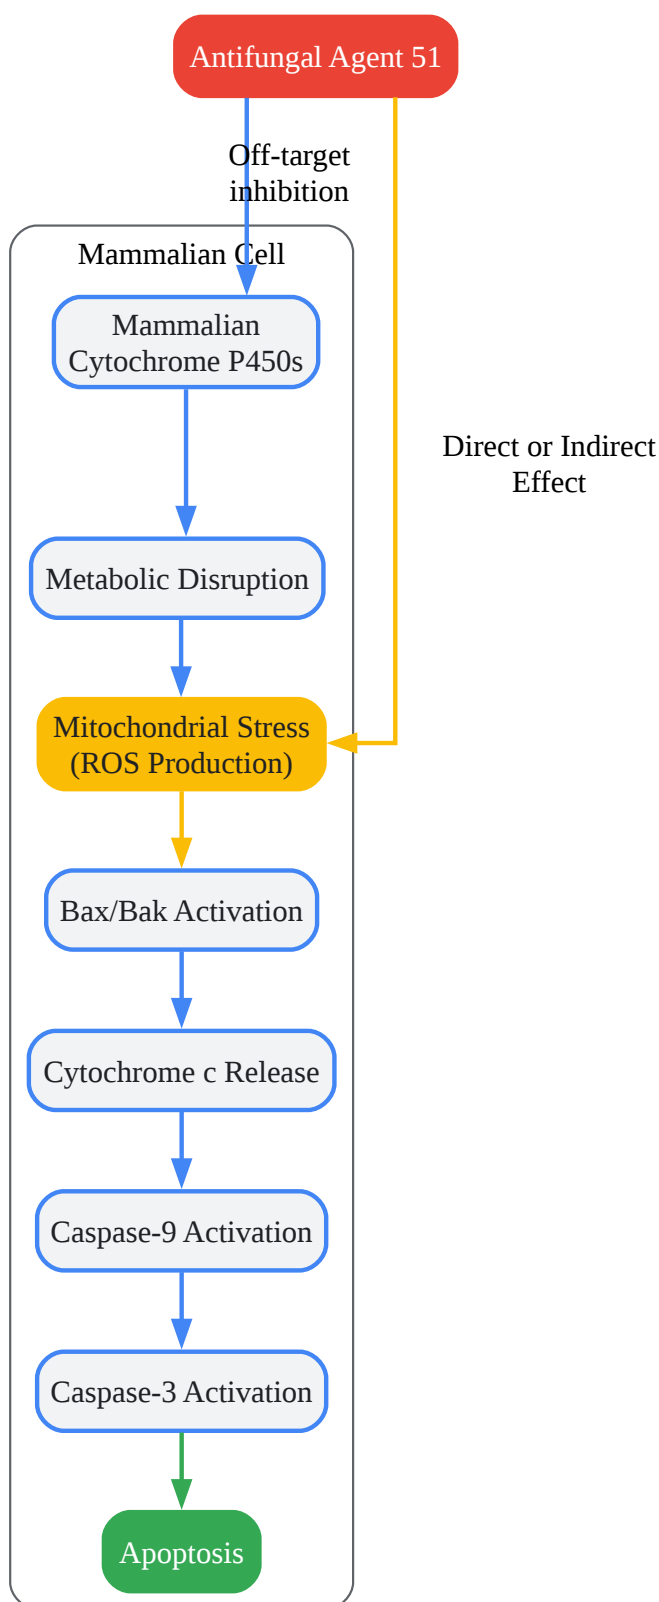 Antifungal Agent 51
Off-target
inhibition
Mammalian Cell
Mammalian
Cytochrome P450s
Direct or Indirect
Effect
Metabolic Disruption
Mitochondrial Stress
(ROS Production)
Bax/Bak Activation
Cytochrome c Release
Caspase-9 Activation
Caspase-3 Activation
Apoptosis